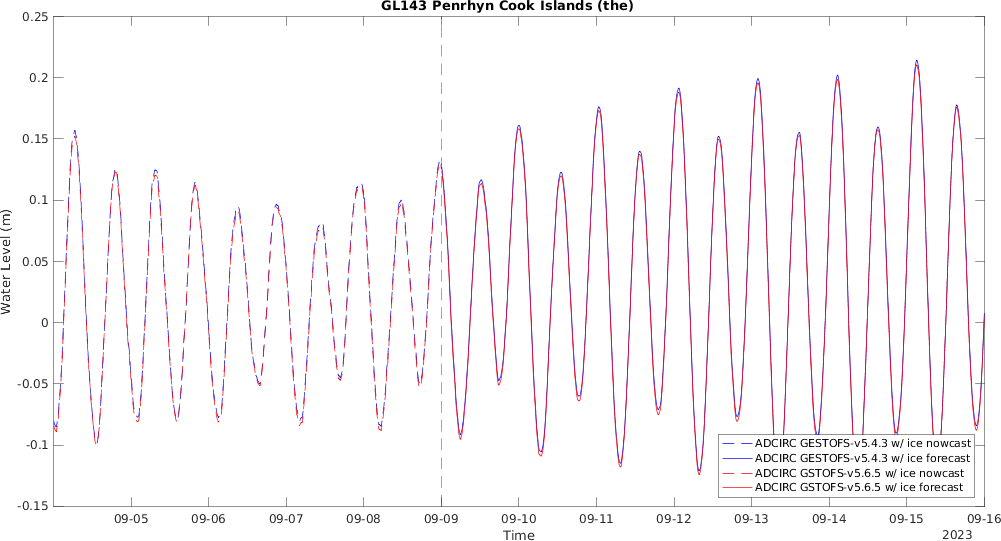 GL143 Penrhyn Cook Islands (the)
0.25
0.2
0.15
0.1
0.05
0
-0.05
-0.1
-0.15
Water Level (m)
ADCIRC GESTOFS-v5.4.3 w/ ice nowcast
ADCIRC GESTOFS-v5.4.3 w/ ice forecast
ADCIRC GSTOFS-v5.6.5 w/ ice nowcast
ADCIRC GSTOFS-v5.6.5 w/ ice forecast
09-05 09-06 09-07 09-08 09-09 09-10 09-11 09-12 09-13 09-14 09-15 09-16
Time
2023